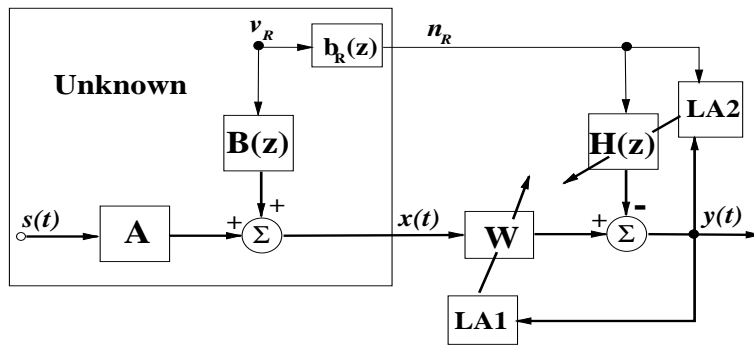 v_R
b_R(z)
n_R
Unknown
LA2
B(z)
H(z)
+
-
s(t)
A
+
Σ
x(t)
W
+
Σ
y(t)
LA1